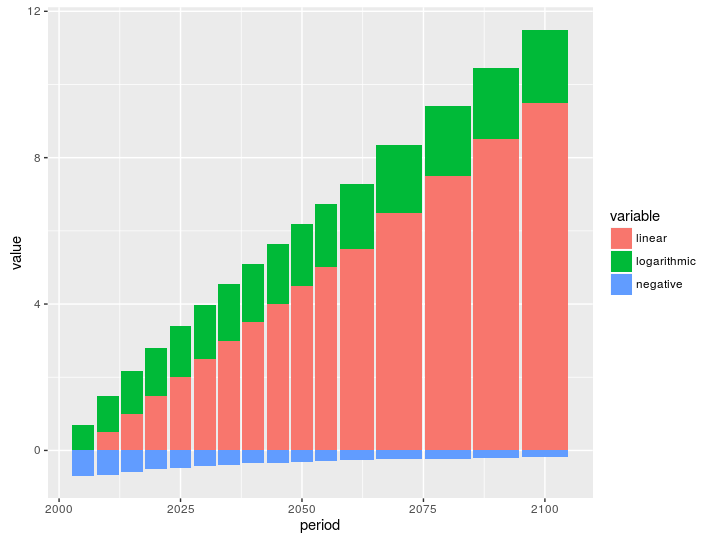 12
8
4
0
value
2000 2025 2050 2075 2100
period
variable
linear
logarithmic
negative